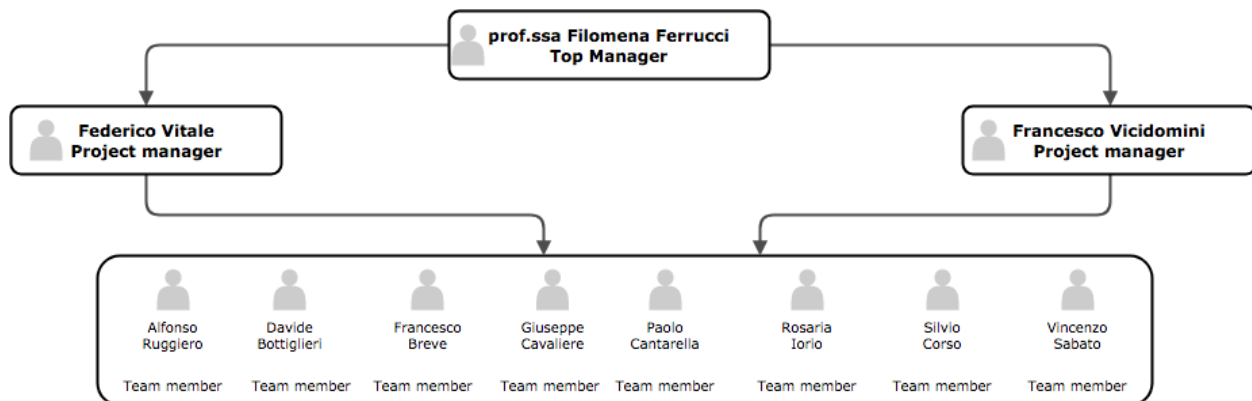 prof.ssa Filomena Ferrucci
Top Manager
Federico Vitale
Project manager
Francesco Vicidomini
Project manager
Alfonso
Ruggiero
Team member
Davide
Bottiglieri
Team member
Francesco
Breve
Team member
Giuseppe
Cavaliere
Team member
Paolo
Cantarella
Team member
Rosaria
Iorio
Team member
Silvio
Corso
Team member
Vincenzo
Sabato
Team member